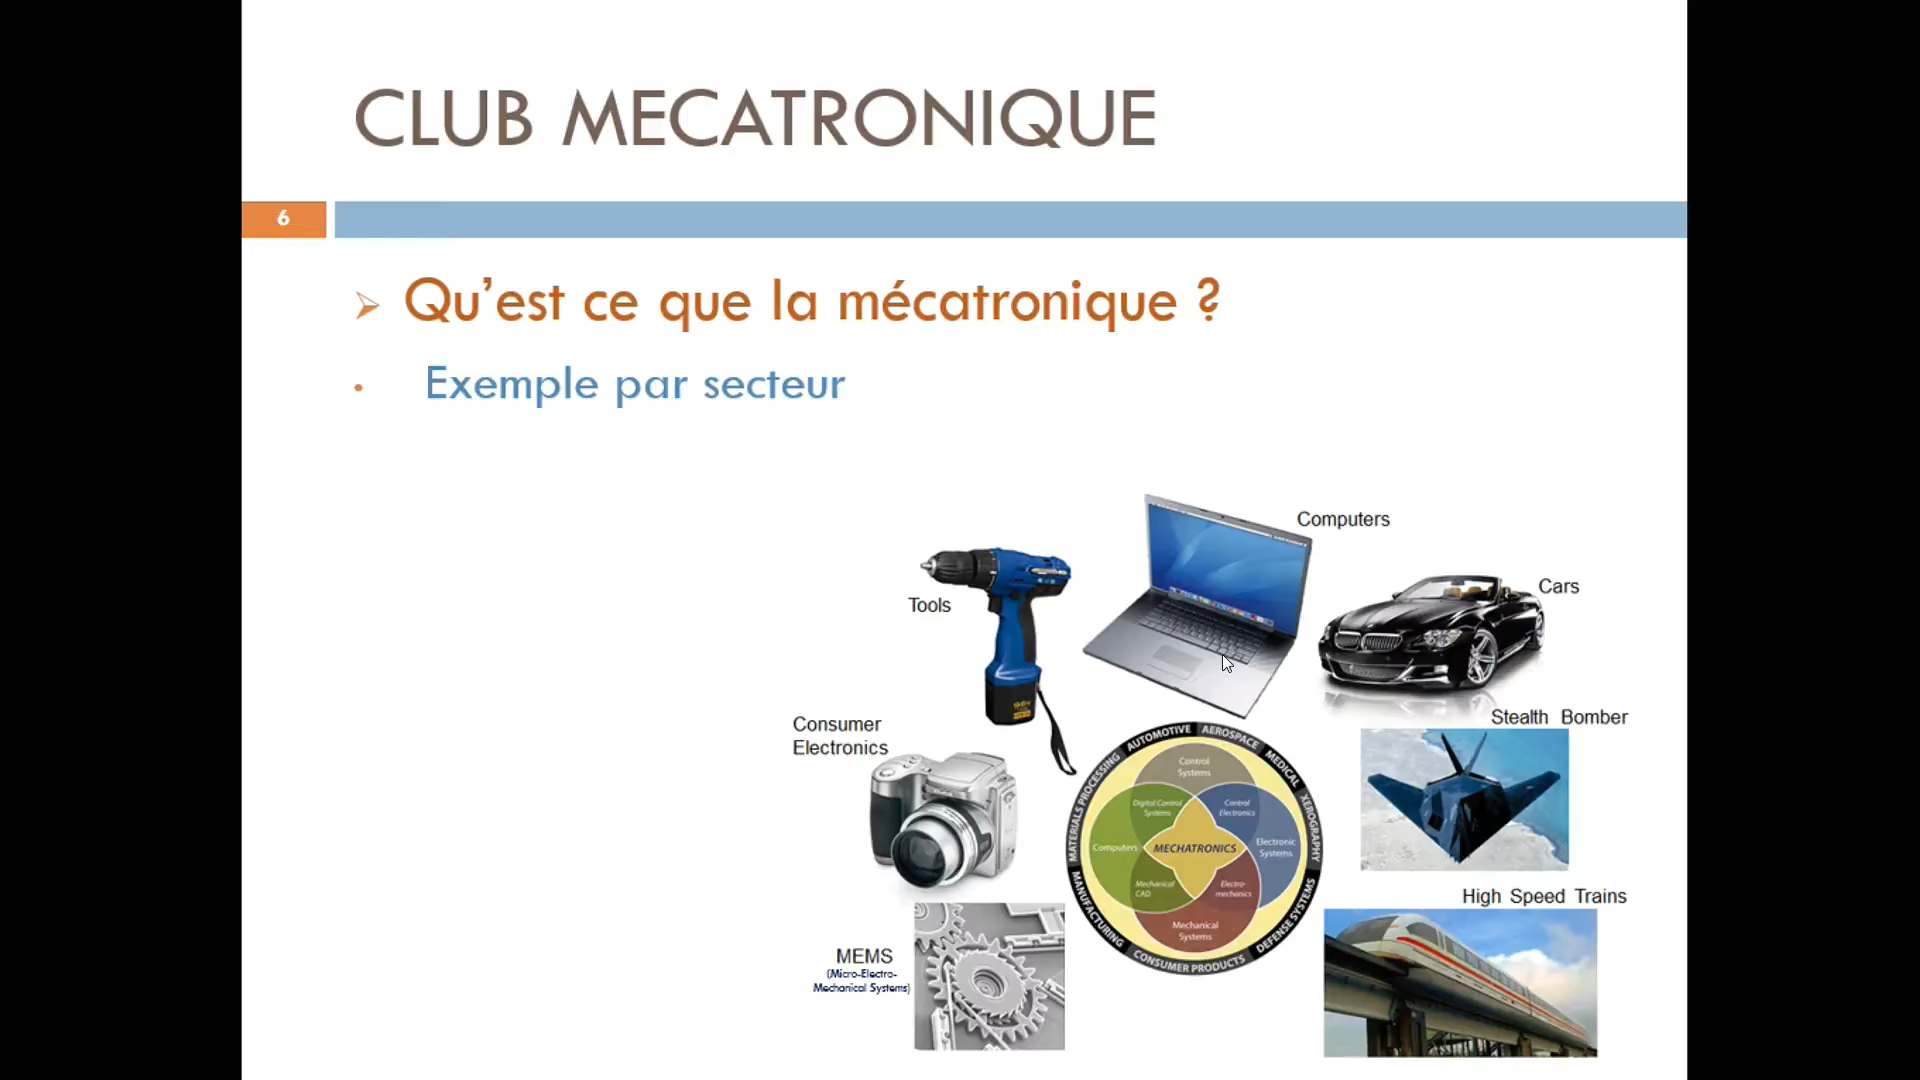 CLUB MECATRONIQUE
6
Qu’est ce que la mécatronique ?
Exemple par secteur
Computers
Cars
Tools
Stealth Bomber
Consumer
Electronics
High Speed Trains
MEMS
(Micro-Electro-
Mechanical Systems)
MATERIALS PROCESSING
AUTOMOTIVE
AEROSPACE
MEDICAL
XEROGRAPHY
DEFENSE SYSTEMS
CONSUMER PRODUCTS
MANUFACTURING
Control
Systems
Digital Control
Systems
Control
Electronics
Computers
MECHATRONICS
Electronic
Systems
Mechanical
CAD
Electro-
mechanics
Mechanical
Systems